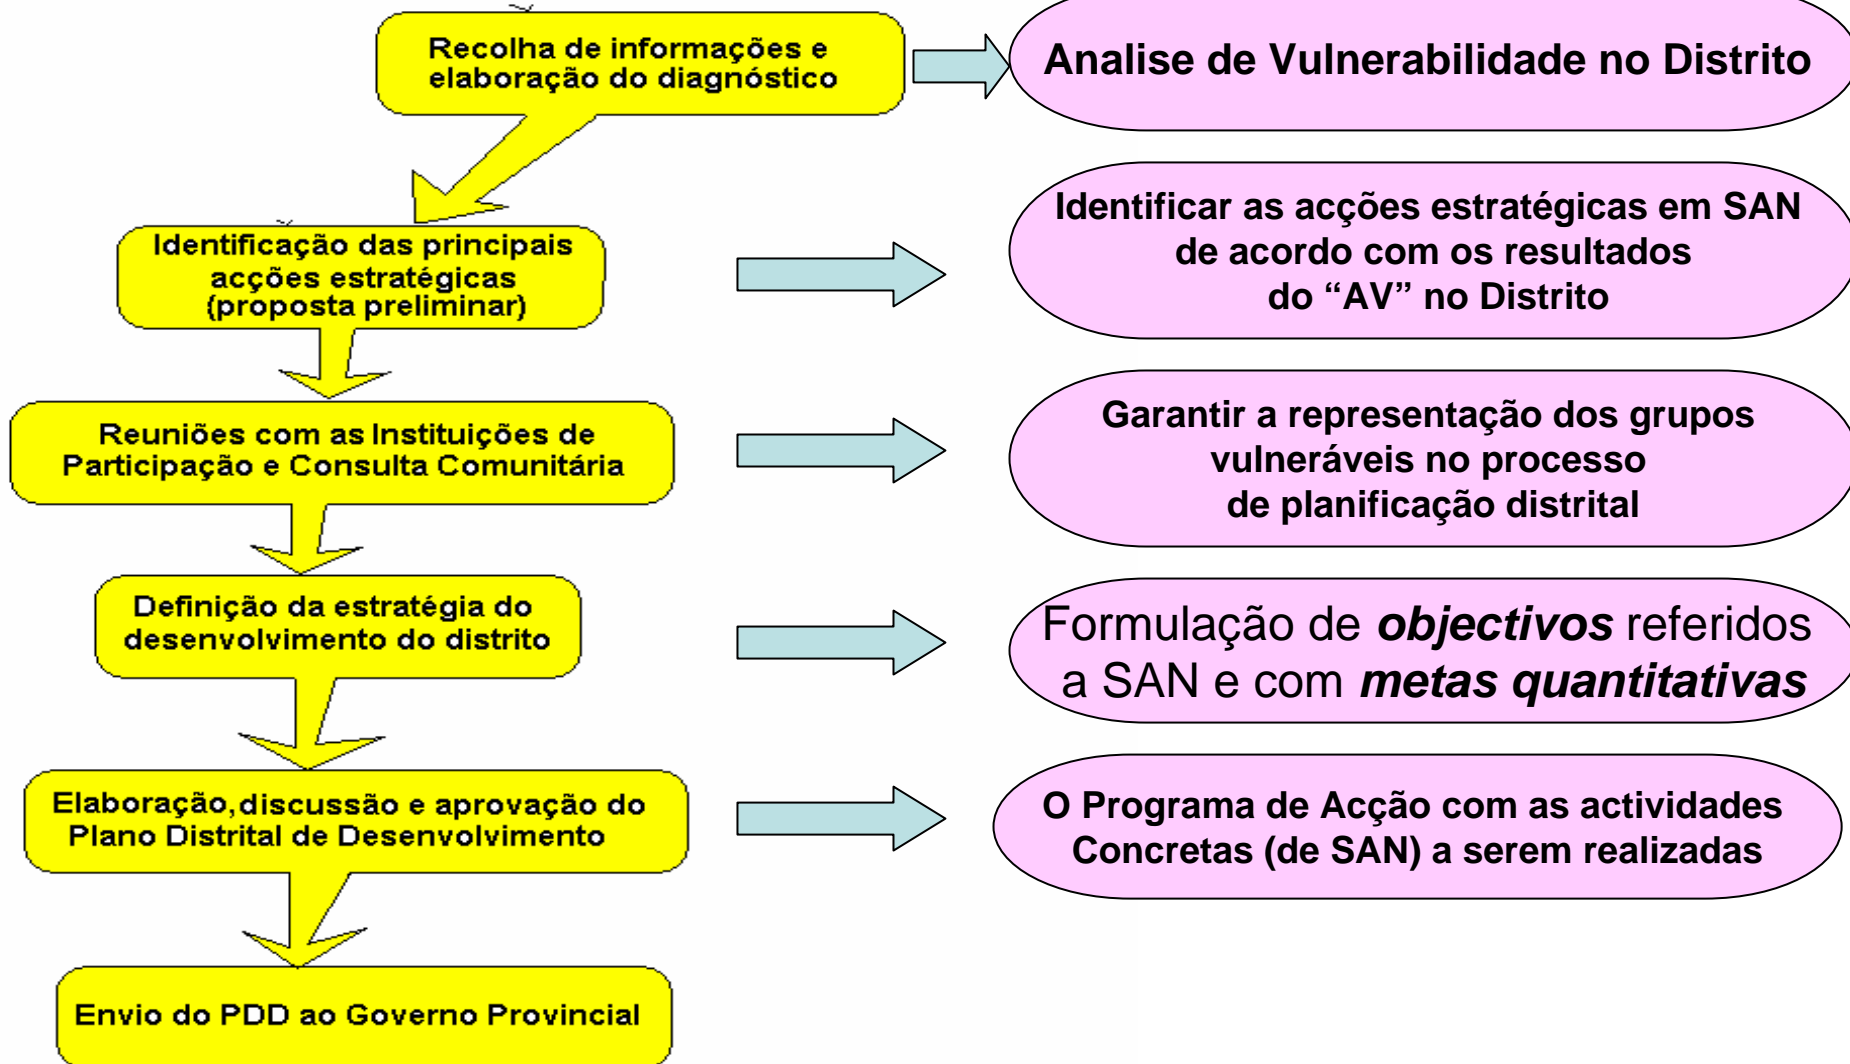 Recolha de informações e
elaboração do diagnóstico
Analise de Vulnerabilidade no Distrito
Identificação das principais
acções estratégicas
(proposta preliminar)
Identificar as acções estratégicas em SAN
de acordo com os resultados
do “AV” no Distrito
Reuniões com as Instituições de
Participação e Consulta Comunitária
Garantir a representação dos grupos
vulneráveis no processo
de planificação distrital
Definição da estratégia do
desenvolvimento do distrito
Formulação de objectivos referidos
a SAN e com metas quantitativas
Elaboração, discussão e aprovação do
Plano Distrital de Desenvolvimento
O Programa de Acção com as actividades
Concretas (de SAN) a serem realizadas
Envio do PDD ao Governo Provincial